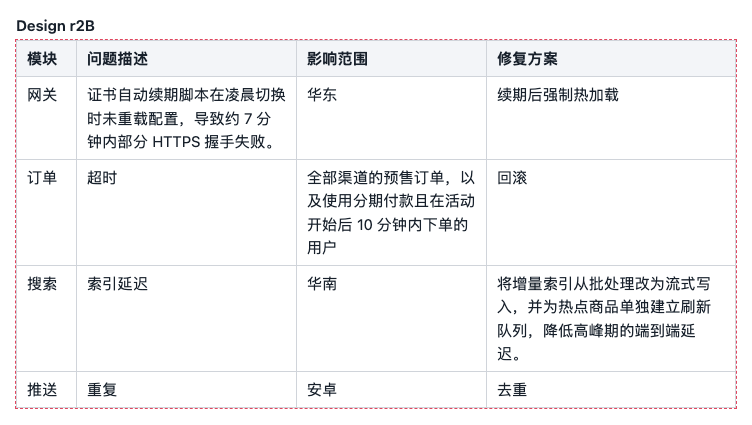 Design r2B
模块 问题描述 影响范围 修复方案
网关 证书自动续期脚本在凌晨切换 华东 续期后强制热加载
时未重载配置，导致约 7 分
钟内部分 HTTPS 握手失败。
订单 超时 全部渠道的预售订单，以 回滚
及使用分期付款且在活动
开始后 10 分钟内下单的
用户
搜索 索引延迟 华南 将增量索引从批处理改为流式写
入，并为热点商品单独建立刷新
队列，降低高峰期的端到端延
迟。
推送 重复 安卓 去重